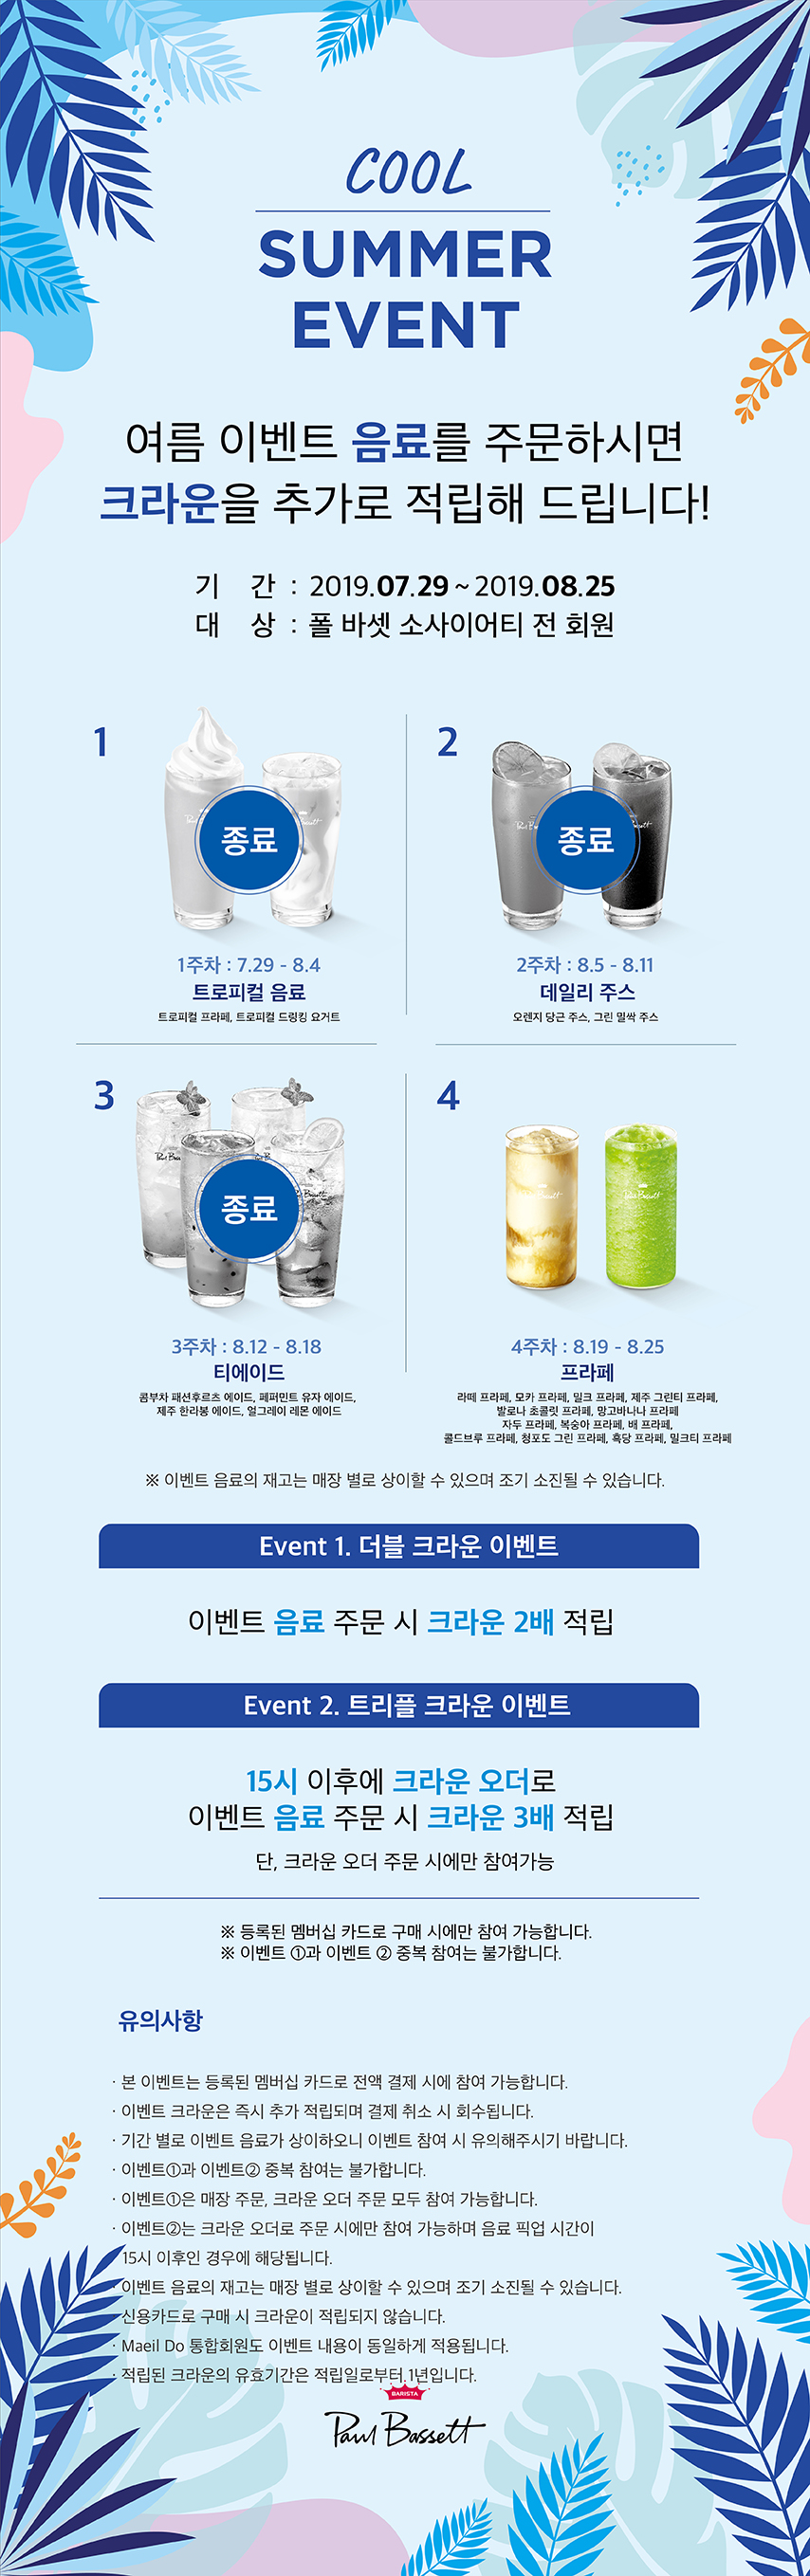 COOL
SUMMER
EVENT
여름 이벤트 음료를 주문하시면
크라운을 추가로 적립해 드립니다!
기 간 : 2019.07.29 ~ 2019.08.25
대 상 : 폴 바셋 소사이어티 전 회원
1
종료
1주차 : 7.29 - 8.4
트로피컬 음료
트로피컬 프라페, 트로피컬 드링킹 요거트
2
종료
2주차 : 8.5 - 8.11
데일리 주스
오렌지 당근 주스, 그린 밀싹 주스
3
종료
3주차 : 8.12 - 8.18
티에이드
콤부차 패션후르츠 에이드, 페퍼민트 유자 에이드,
제주 한라봉 에이드, 얼그레이 레몬 에이드
4
4주차 : 8.19 - 8.25
프라페
라떼 프라페, 모카 프라페, 밀크 프라페, 제주 그린티 프라페,
발로나 초콜릿 프라페, 망고바나나 프라페
자두 프라페, 복숭아 프라페, 배 프라페,
콜드브루 프라페, 청포도 그린 프라페, 흑당 프라페, 밀크티 프라페
※ 이벤트 음료의 재고는 매장 별로 상이할 수 있으며 조기 소진될 수 있습니다.
Event 1. 더블 크라운 이벤트
이벤트 음료 주문 시 크라운 2배 적립
Event 2. 트리플 크라운 이벤트
15시 이후에 크라운 오더로
이벤트 음료 주문 시 크라운 3배 적립
단, 크라운 오더 주문 시에만 참여가능
※ 등록된 멤버십 카드로 구매 시에만 참여 가능합니다.
※ 이벤트 ①과 이벤트 ② 중복 참여는 불가합니다.
유의사항
· 본 이벤트는 등록된 멤버십 카드로 전액 결제 시에 참여 가능합니다.
· 이벤트 크라운은 즉시 추가 적립되며 결제 취소 시 회수됩니다.
· 기간 별로 이벤트 음료가 상이하오니 이벤트 참여 시 유의해주시기 바랍니다.
· 이벤트①과 이벤트② 중복 참여는 불가합니다.
· 이벤트①은 매장 주문, 크라운 오더 주문 모두 참여 가능합니다.
· 이벤트②는 크라운 오더로 주문 시에만 참여 가능하며 음료 픽업 시간이
15시 이후인 경우에 해당됩니다.
· 이벤트 음료의 재고는 매장 별로 상이할 수 있으며 조기 소진될 수 있습니다.
· 신용카드로 구매 시 크라운이 적립되지 않습니다.
· Maeil Do 통합회원도 이벤트 내용이 동일하게 적용됩니다.
· 적립된 크라운의 유효기간은 적립일로부터 1년입니다.
BARISTA
Paul Bassett